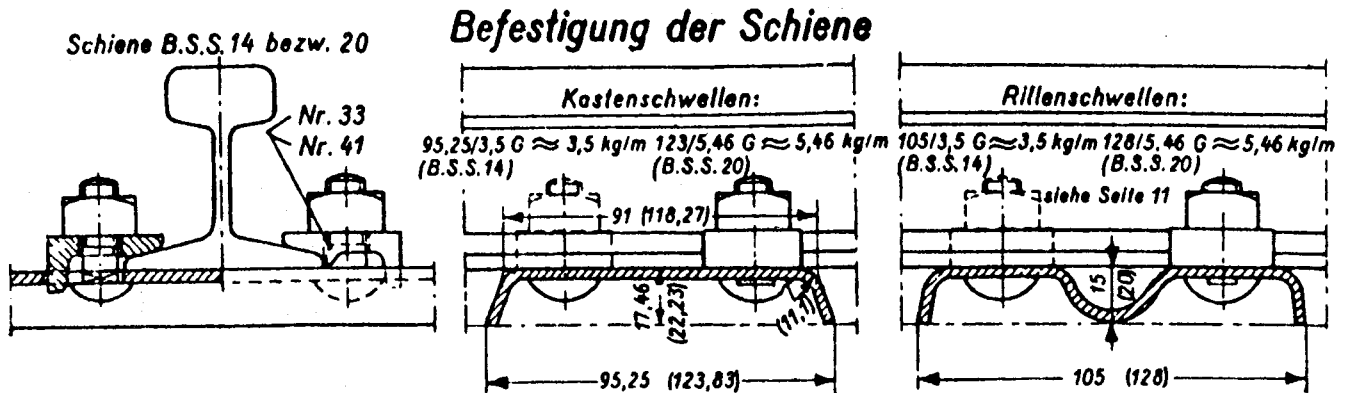 Befestigung der Schiene
Schiene B.S.S. 14 bezw. 20
Nr. 33
Nr. 41
Kastenschwellen:
95,25/3,5 G ≈ 3,5 kg/m 123/5,46 G ≈ 5,46 kg/m
(B.S.S. 14) (B.S.S. 20)
91 (118,27)
17,46
(22,23)
(11,1)
95,25 (123,83)
Rillenschwellen:
105/3,5 G ≈ 3,5 kg/m 128/5,46 G ≈ 5,46 kg/m
(B.S.S. 14) (B.S.S. 20)
siehe Seite 11
15
(20)
105 (128)